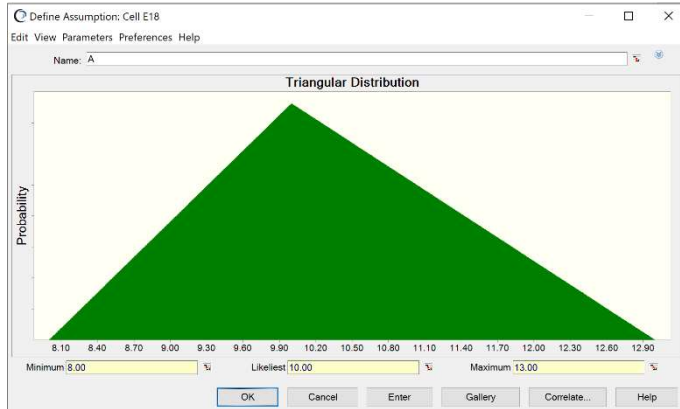 Define Assumption: Cell E18
Edit View Parameters Preferences Help
Name: A
Triangular Distribution
Probability
8.10 8.40 8.70 9.00 9.30 9.60 9.90 10.20 10.50 10.80 11.10 11.40 11.70 12.00 12.30 12.60 12.90
Minimum 8.00 Likeliest 10.00 Maximum 13.00
OK Cancel Enter Gallery Correlate... Help